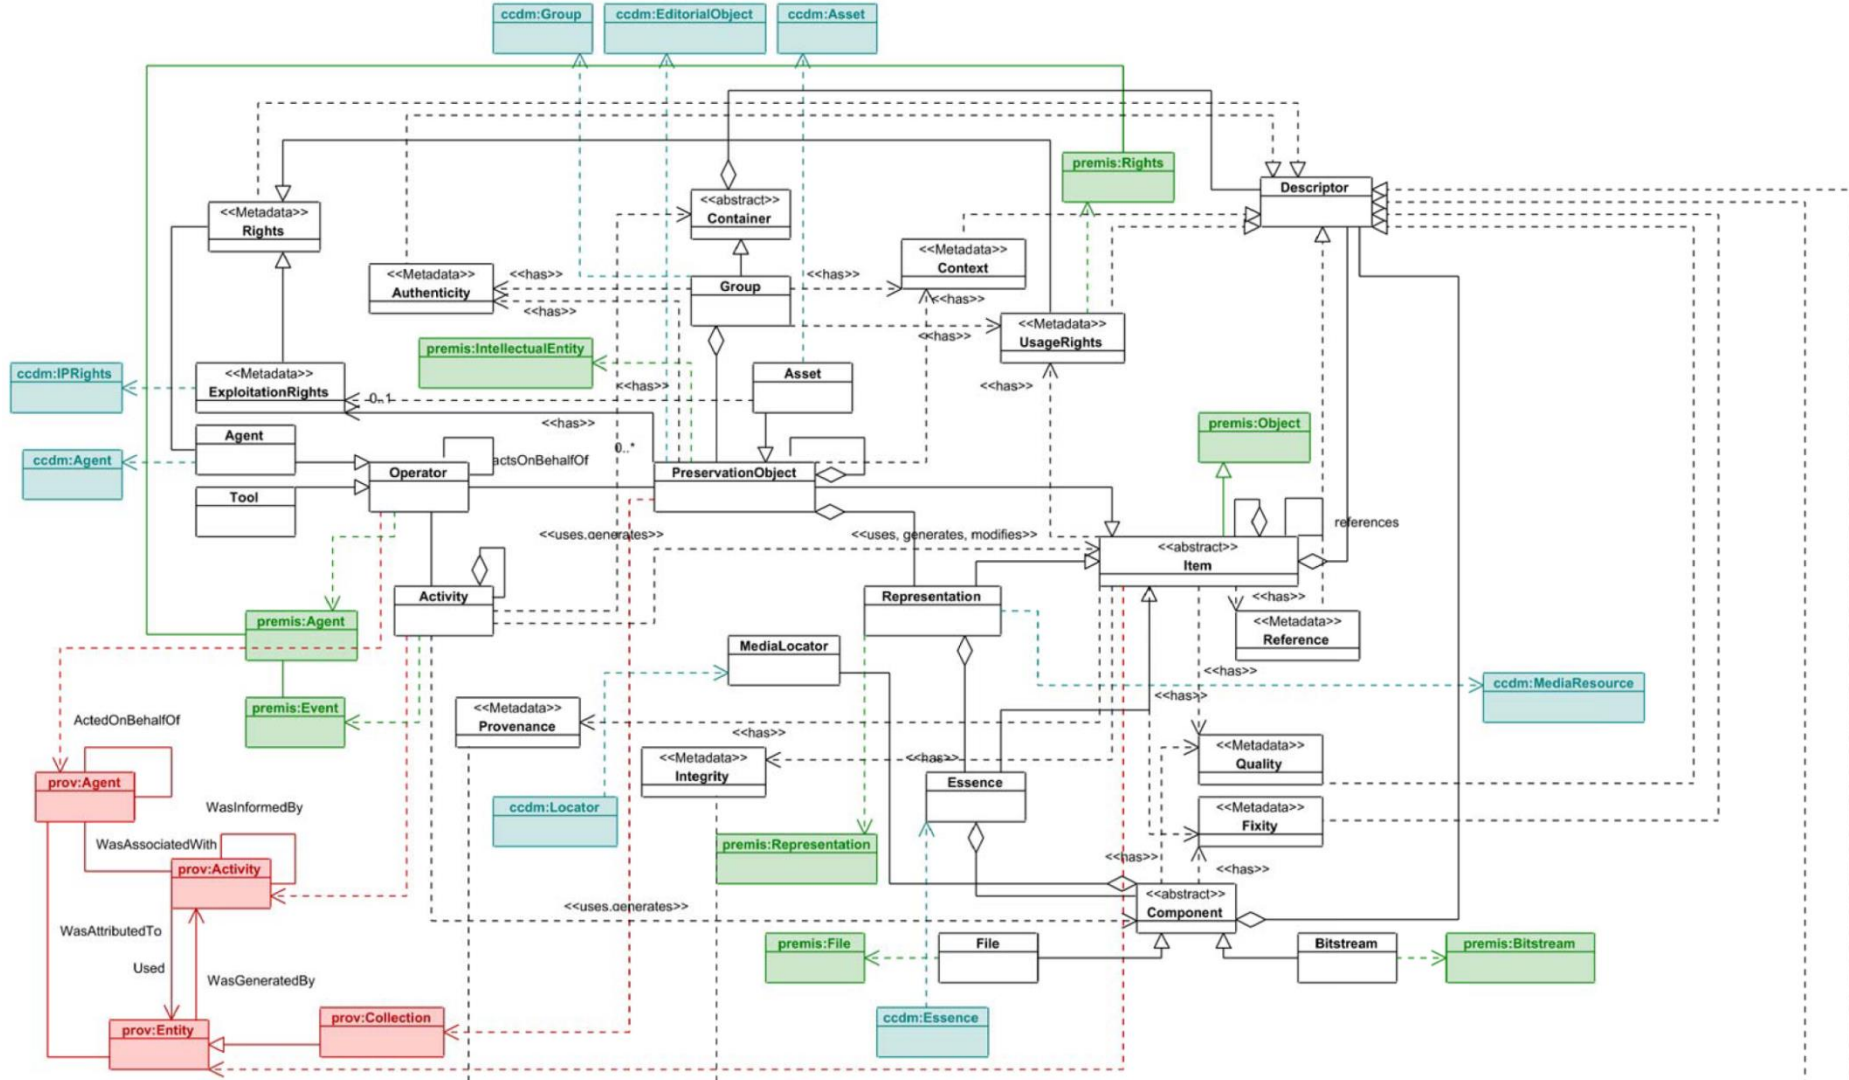 ccdm:Group
ccdm:EditorialObject
ccdm:Asset
premis:Rights
Descriptor
<<abstract>>
Container
<<Metadata>>
Rights
<<Metadata>>
Context
<<Metadata>>
Authenticity
<<has>>
<<has>>
Group
<<has>>
<<has>>
<<has>>
<<Metadata>>
UsageRights
premis:IntellectualEntity
ccdm:IPRights
<<Metadata>>
ExploitationRights
0..1
<<has>>
Asset
<<has>>
<<has>>
premis:Object
Agent
ccdm:Agent
actsOnBehalfOf
0..*
Operator
PreservationObject
Tool
references
<<uses,generates>>
<<uses, generates, modifies>>
<<abstract>>
Item
Activity
Representation
<<has>>
premis:Agent
<<Metadata>>
Reference
MediaLocator
<<has>>
ccdm:MediaResource
<<has>>
premis:Event
<<Metadata>>
Provenance
ActedOnBehalfOf
<<has>>
<<Metadata>>
Integrity
<<has>>
<<Metadata>>
Quality
prov:Agent
Essence
WasInformedBy
ccdm:Locator
<<Metadata>>
Fixity
WasAssociatedWith
premis:Representation
<<has>>
<<has>>
prov:Activity
<<abstract>>
Component
<<uses,generates>>
WasAttributedTo
premis:File
File
Bitstream
premis:Bitstream
Used
WasGeneratedBy
prov:Entity
prov:Collection
ccdm:Essence